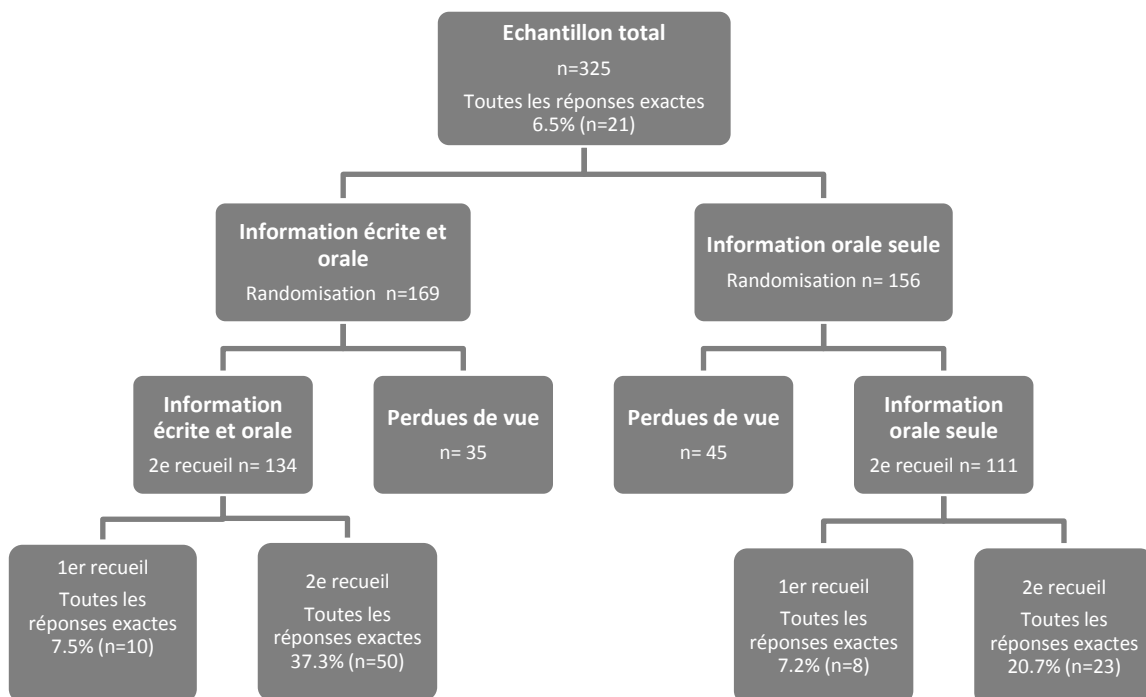 Echantillon total
n=325
Toutes les réponses exactes
6.5% (n=21)
Information écrite et
orale
Randomisation n=169
Information orale seule
Randomisation n= 156
Information
écrite et orale
2e recueil n= 134
Perdues de vue
n= 35
Perdues de vue
n= 45
Information
orale seule
2e recueil n= 111
1er recueil
Toutes les
réponses exactes
7.5% (n=10)
2e recueil
Toutes les
réponses exactes
37.3% (n=50)
1er recueil
Toutes les
réponses exactes
7.2% (n=8)
2e recueil
Toutes les
réponses exactes
20.7% (n=23)